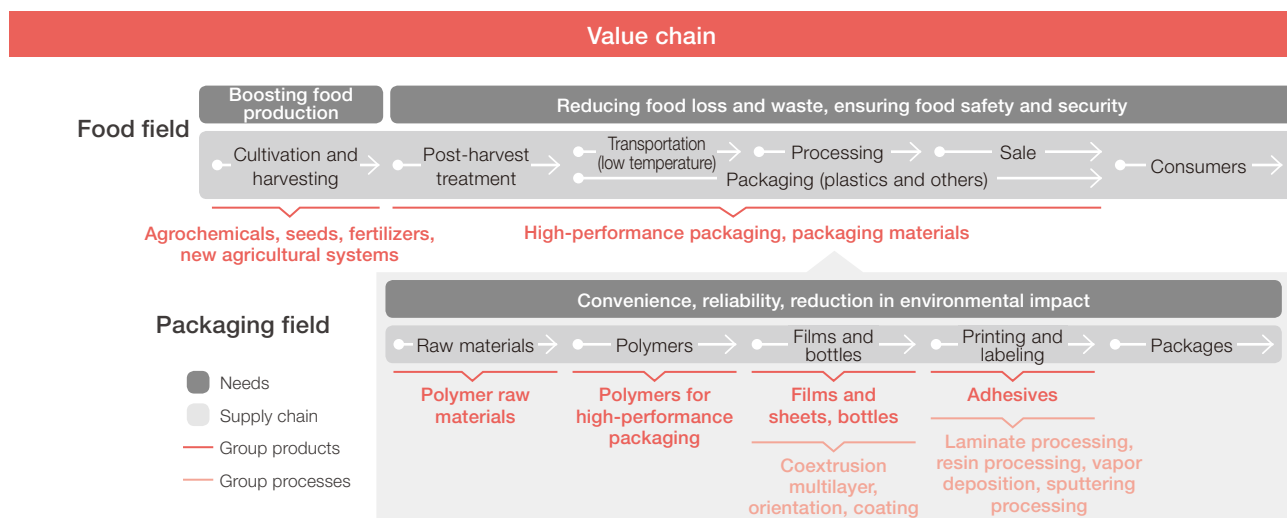 Value chain
Food field
Boosting food
production
Reducing food loss and waste, ensuring food safety and security
Cultivation and
harvesting
Post-harvest
treatment
Transportation
(low temperature)
Processing
Sale
Packaging (plastics and others)
Consumers
Agrochemicals, seeds, fertilizers,
new agricultural systems
High-performance packaging, packaging materials
Packaging field
Convenience, reliability, reduction in environmental impact
Raw materials
Polymers
Films and
bottles
Printing and
labeling
Packages
Polymer raw
materials
Polymers for
high-performance
packaging
Films and
sheets, bottles
Adhesives
Coextrusion
multilayer,
orientation, coating
Laminate processing,
resin processing, vapor
deposition, sputtering
processing
Needs
Supply chain
Group products
Group processes